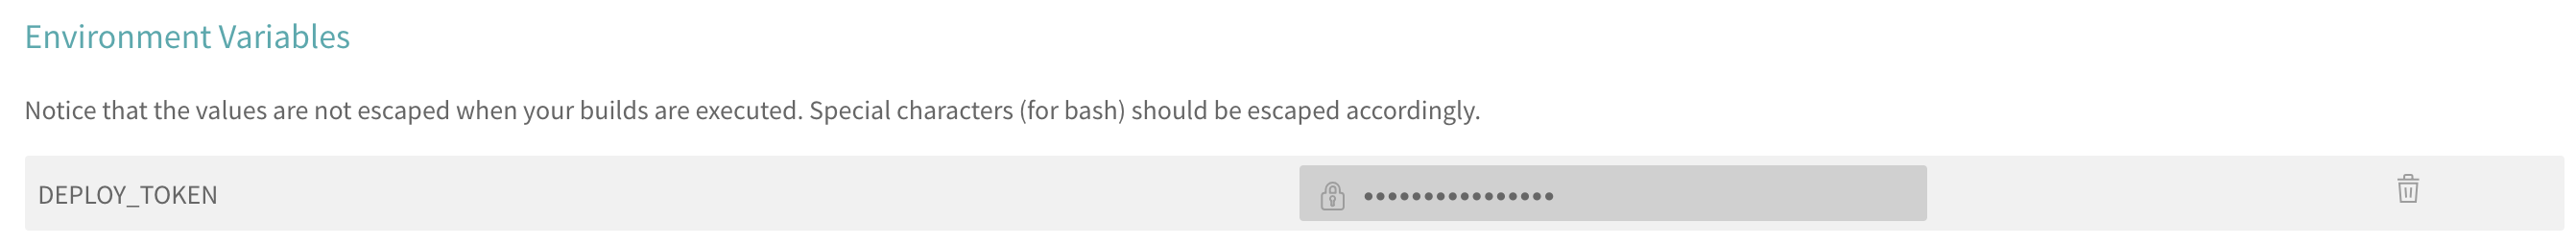 Environment Variables
Notice that the values are not escaped when your builds are executed. Special characters (for bash) should be escaped accordingly.
DEPLOY_TOKEN ••••••••••••••••